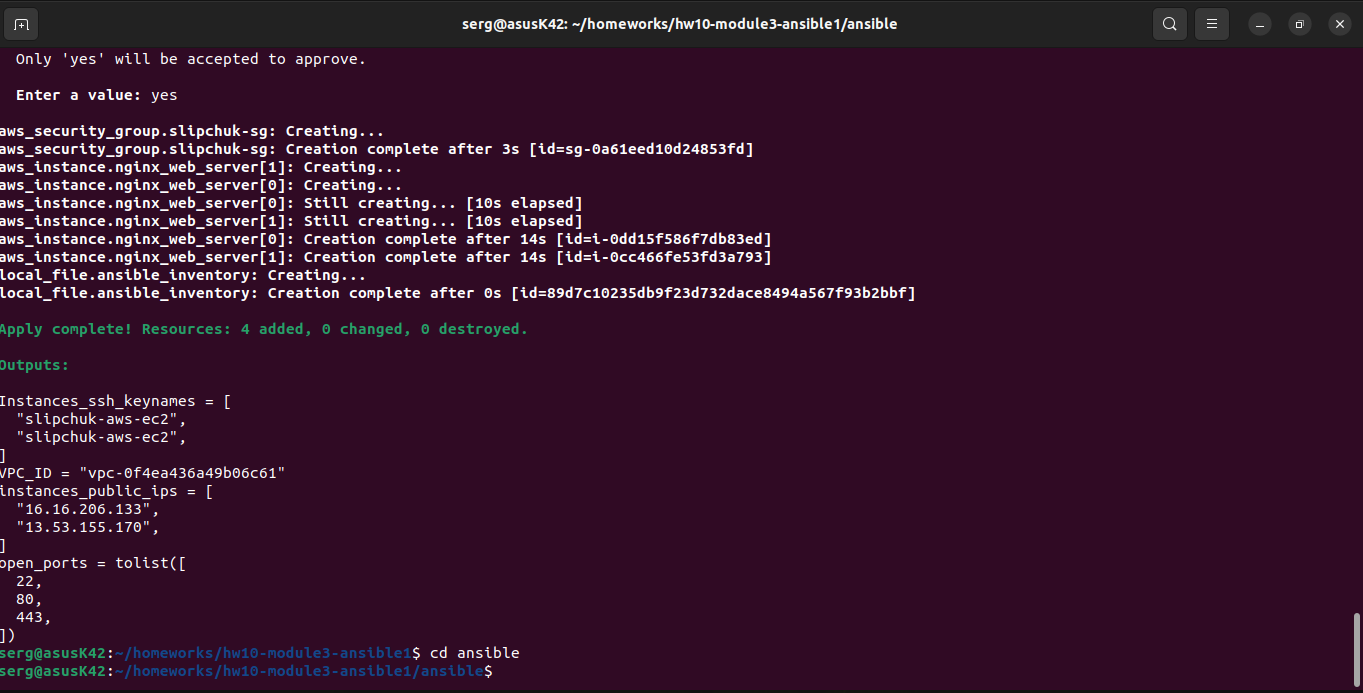 serg@asusK42: ~/homeworks/hw10-module3-ansible1/ansible
Only 'yes' will be accepted to approve.
Enter a value: yes
aws_security_group.slipchuk-sg: Creating...
aws_security_group.slipchuk-sg: Creation complete after 3s [id=sg-0a61eed10d24853fd]
aws_instance.nginx_web_server[1]: Creating...
aws_instance.nginx_web_server[0]: Creating...
aws_instance.nginx_web_server[0]: Still creating... [10s elapsed]
aws_instance.nginx_web_server[1]: Still creating... [10s elapsed]
aws_instance.nginx_web_server[0]: Creation complete after 14s [id=i-0dd15f586f7db83ed]
aws_instance.nginx_web_server[1]: Creation complete after 14s [id=i-0cc466fe53fd3a793]
local_file.ansible_inventory: Creating...
local_file.ansible_inventory: Creation complete after 0s [id=89d7c10235db9f23d732dace8494a567f93b2bbf]
Apply complete! Resources: 4 added, 0 changed, 0 destroyed.
Outputs:
Instances_ssh_keynames = [
"slipchuk-aws-ec2",
"slipchuk-aws-ec2",
]
VPC_ID = "vpc-0f4ea436a49b06c61"
instances_public_ips = [
"16.16.206.133",
"13.53.155.170",
]
open_ports = tolist([
22,
80,
443,
])
serg@asusK42:~/homeworks/hw10-module3-ansible1$ cd ansible
serg@asusK42:~/homeworks/hw10-module3-ansible1/ansible$